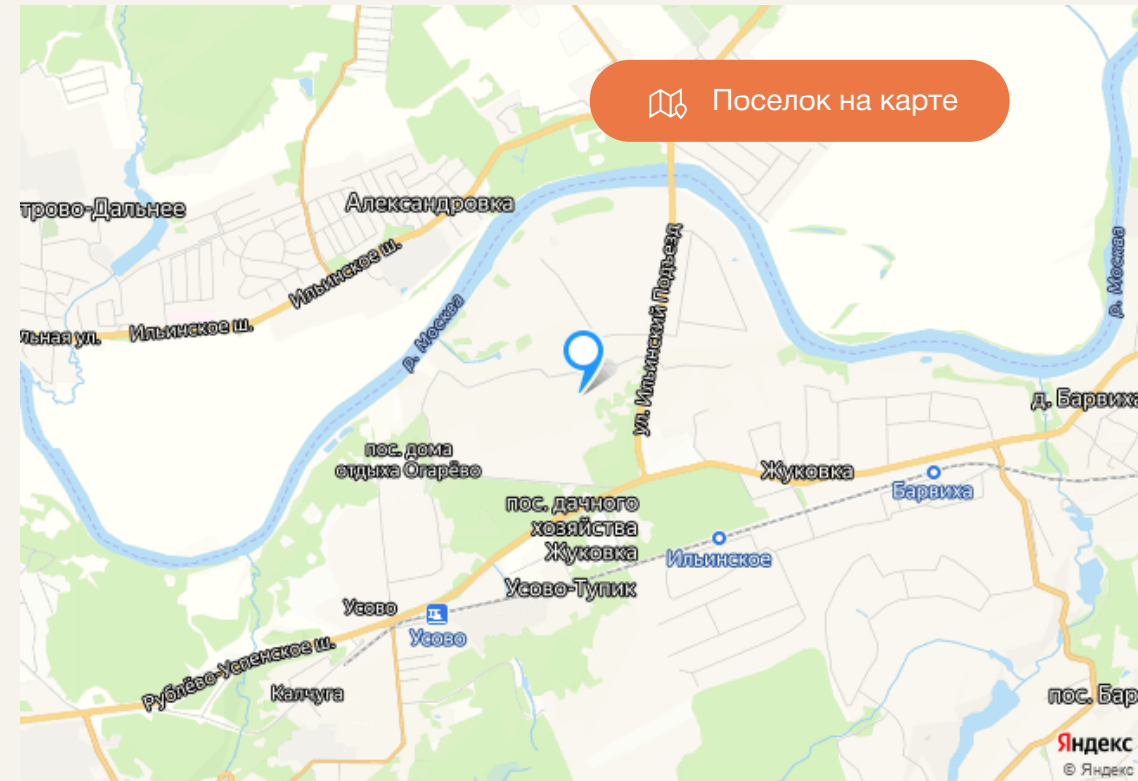 Поселок на карте
трово-Дальнее
Александровка
Ильинское ш.
льная ул.
Ильинское ш.
р. Москва
ул. Ильинский Подъезд
р. Москва
д. Барвиха
пос. дома
отдыха Огарёво
Жуковка
Барвиха
пос. дачного
хозяйства
Жуковка
Ильинское
Усово-Тупик
Усово
Усово
Рублёво-Успенское ш.
Калчуга
пос. Бар
Яндекс
© Яндекс